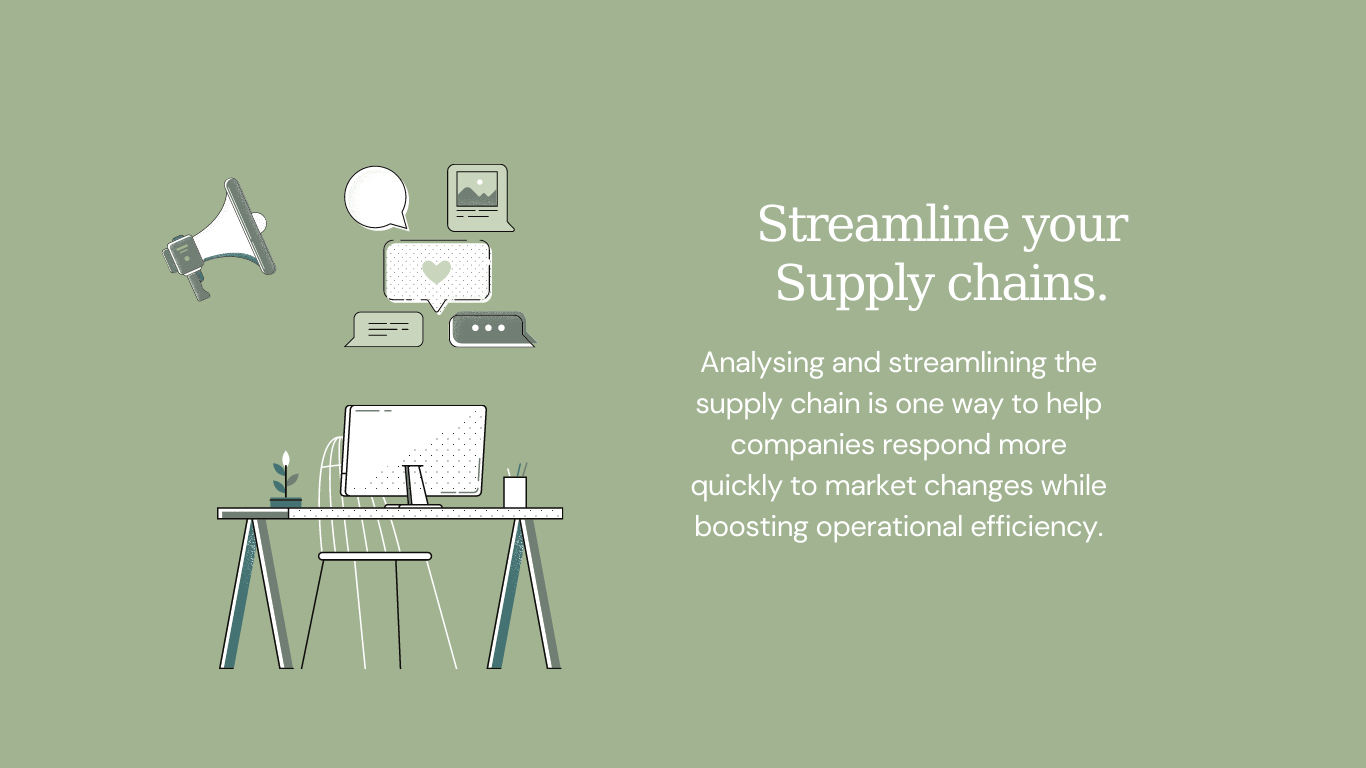 Streamline your
Supply chains.
Analysing and streamlining the
supply chain is one way to help
companies respond more
quickly to market changes while
boosting operational efficiency.